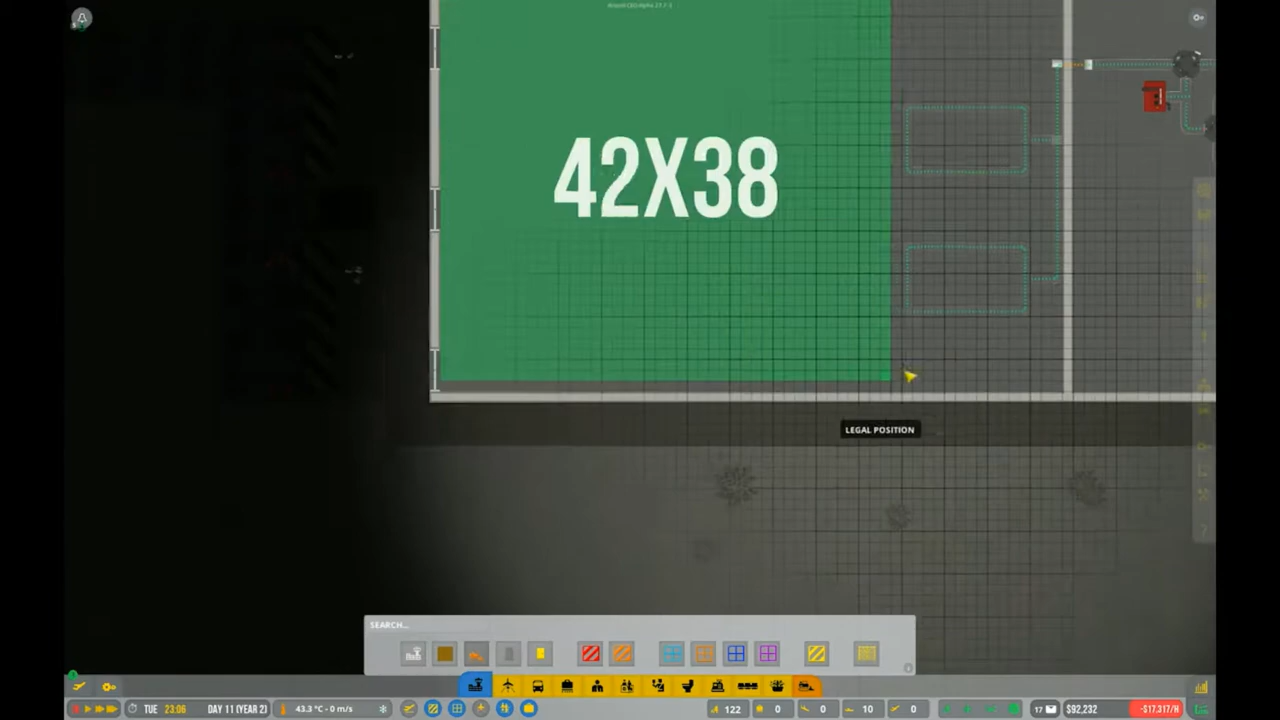 42X38
LEGAL POSITION
SEARCH...
TUE 23:06 DAY 11 (YEAR 2) 43.3 °C - 0 m/s 122 0 0 10 0 17 $92,232 -$17,317/H